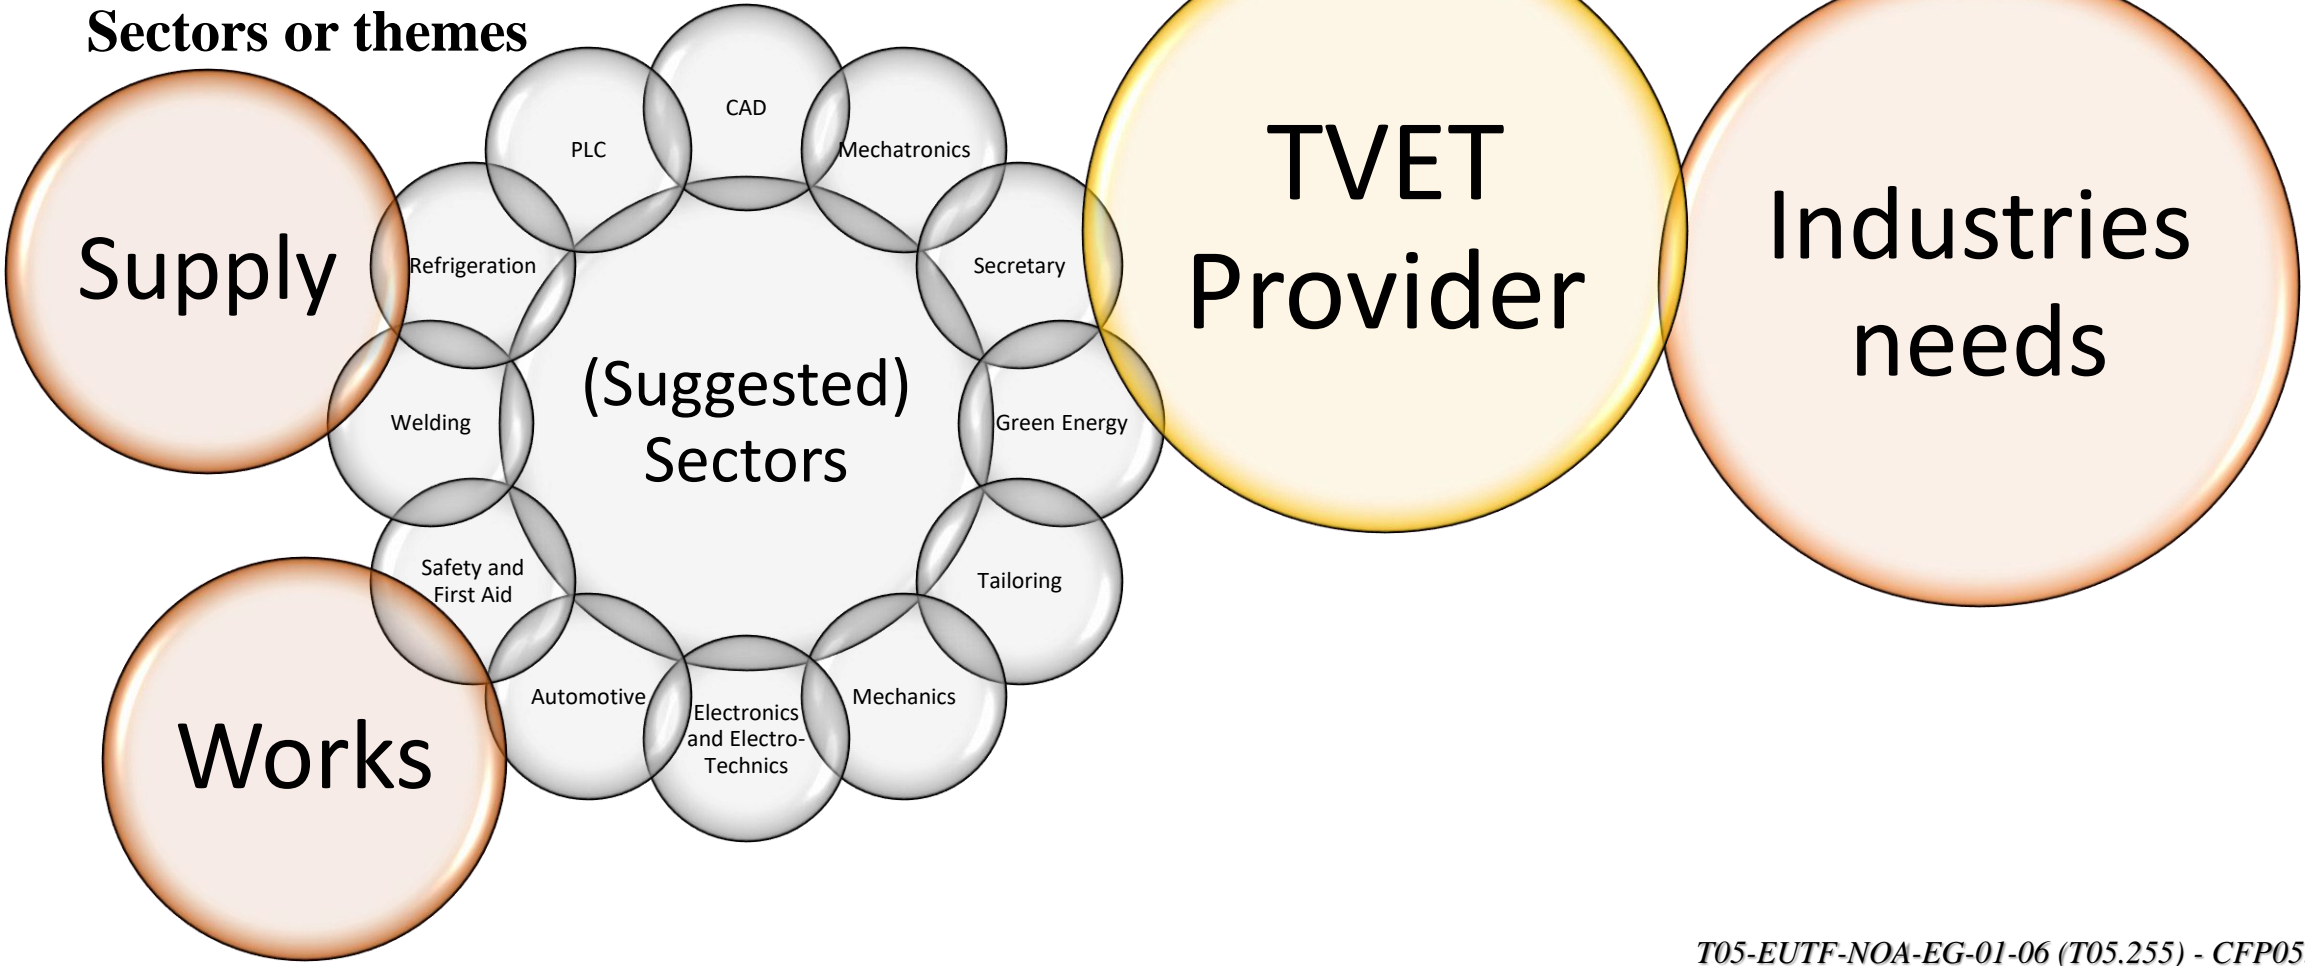 Sectors or themes
Supply
Works
(Suggested)
Sectors
CAD
Mechatronics
Secretary
Green Energy
Tailoring
Mechanics
Electronics
and Electro-
Technics
Automotive
Safety and
First Aid
Welding
Refrigeration
PLC
TVET
Provider
Industries
needs
T05-EUTF-NOA-EG-01-06 (T05.255) - CFP05